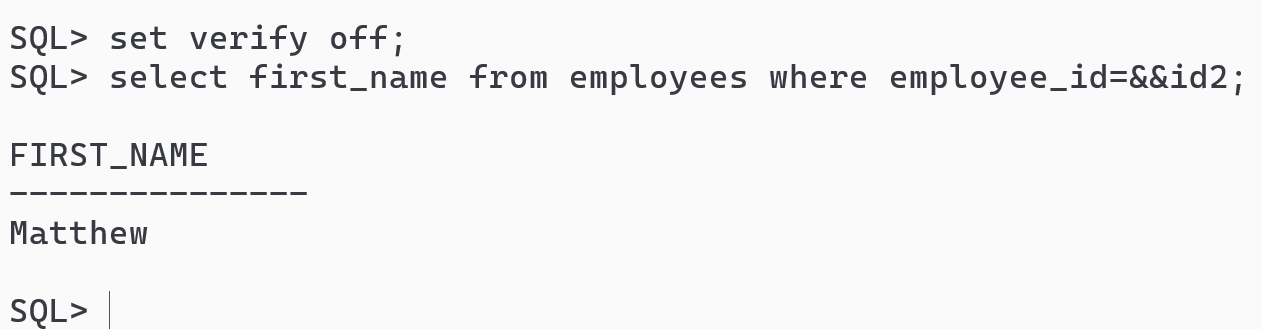 SQL> set verify off;
SQL> select first_name from employees where employee_id=&&id2;
FIRST_NAME
---------------
Matthew
SQL>